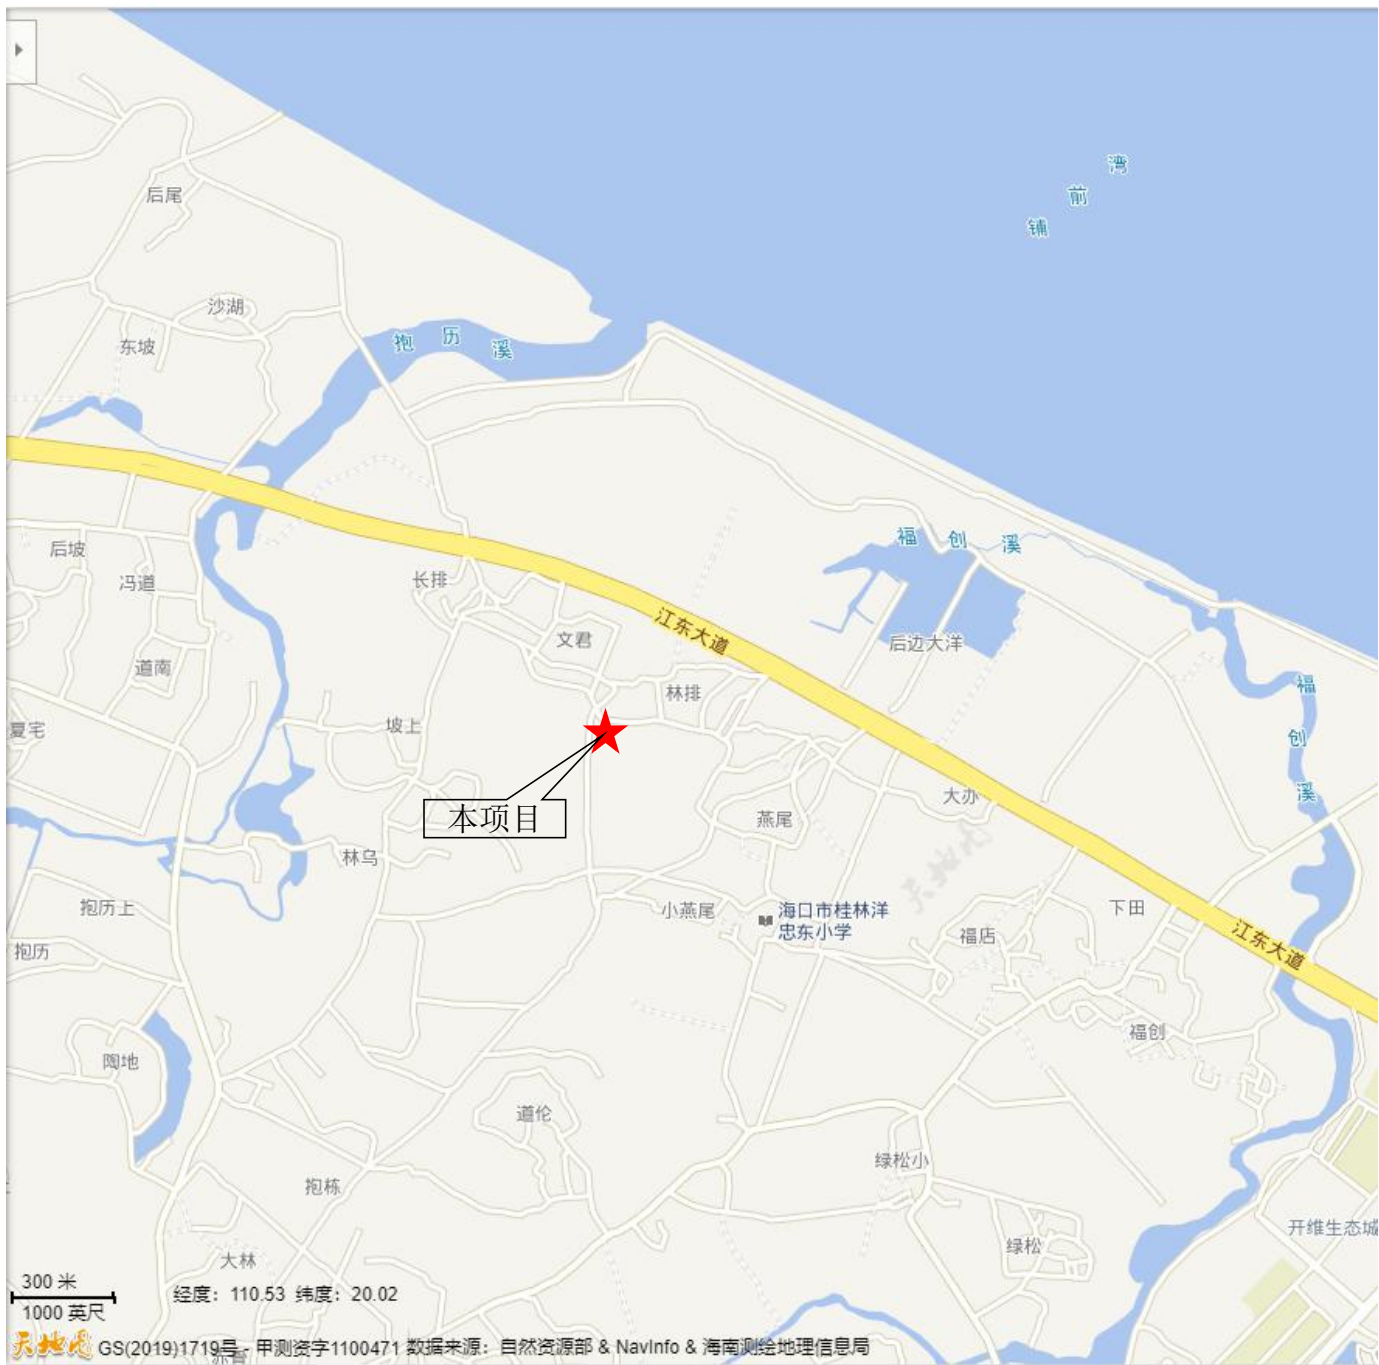 湾
前
铺
后尾
沙湖
抱历溪
东坡
福创溪
后坡
冯道
长排
文君
江东大道
后边大洋
道南
林排
福创溪
夏宅
坡上
大办
本项目
燕尾
林乌
抱历上
小燕尾
海口市桂林洋
忠东小学
下田
福店
江东大道
抱历
福创
陶地
道伦
绿松小
抱栋
开维生态城
绿松
大林
300 米
1000 英尺
经度：110.53 纬度：20.02
天地图
天地图 GS(2019)1719号 - 甲测资字1100471 数据来源：自然资源部 & NavInfo & 海南测绘地理信息局